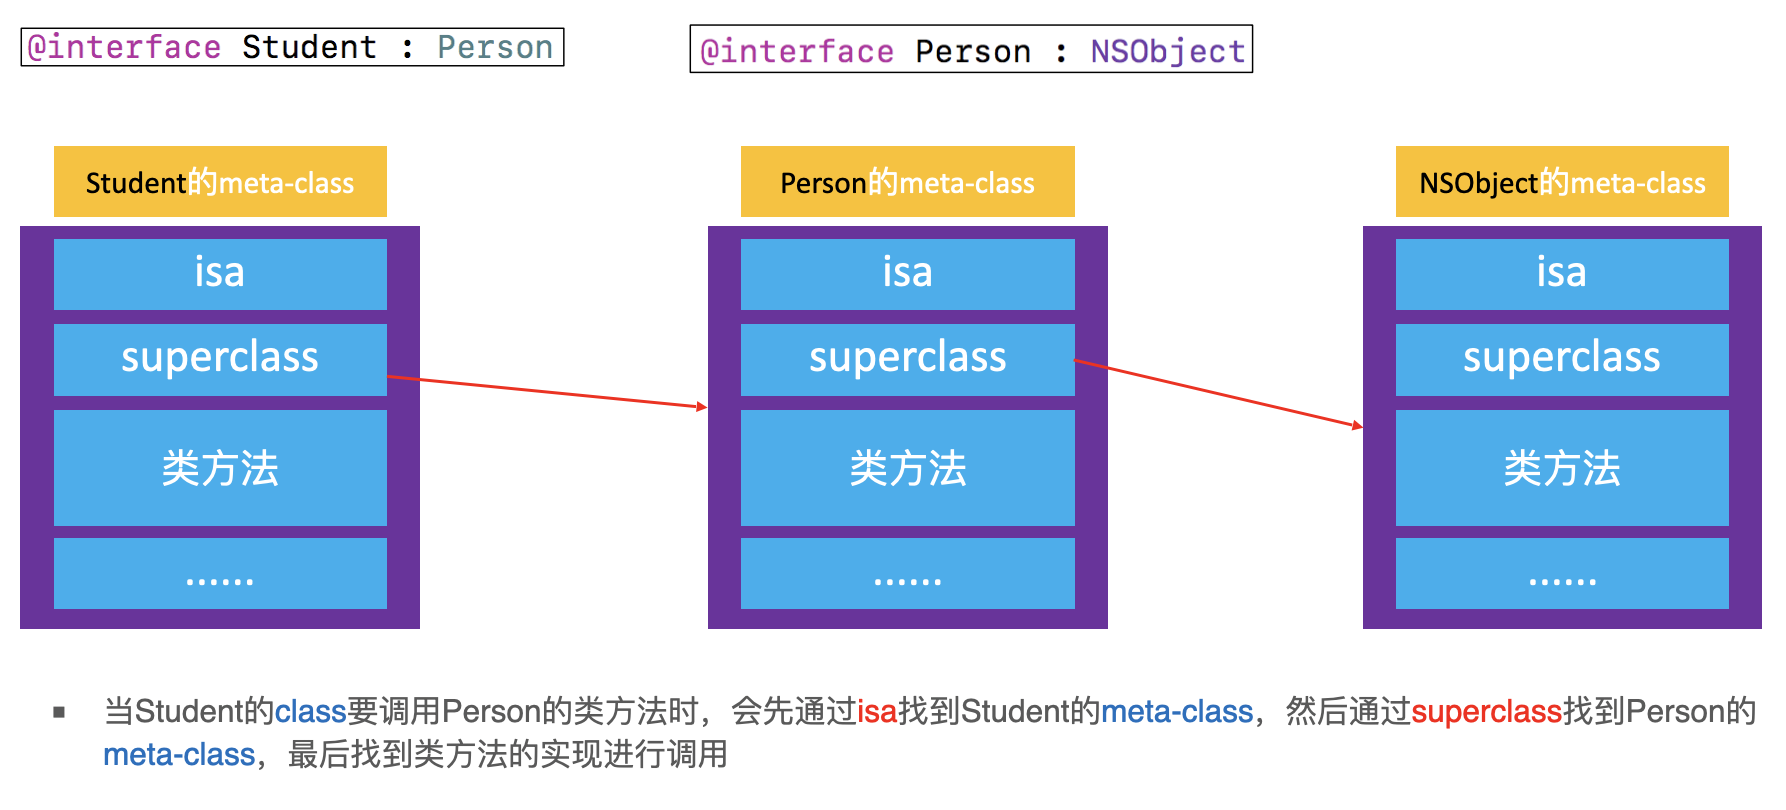 @interface Student : Person
@interface Person : NSObject
Student的meta-class
Person的meta-class
NSObject的meta-class
isa
isa
isa
superclass
superclass
superclass
类方法
类方法
类方法
......
......
......
▪ 当Student的class要调用Person的类方法时，会先通过isa找到Student的meta-class，然后通过superclass找到Person的
meta-class，最后找到类方法的实现进行调用